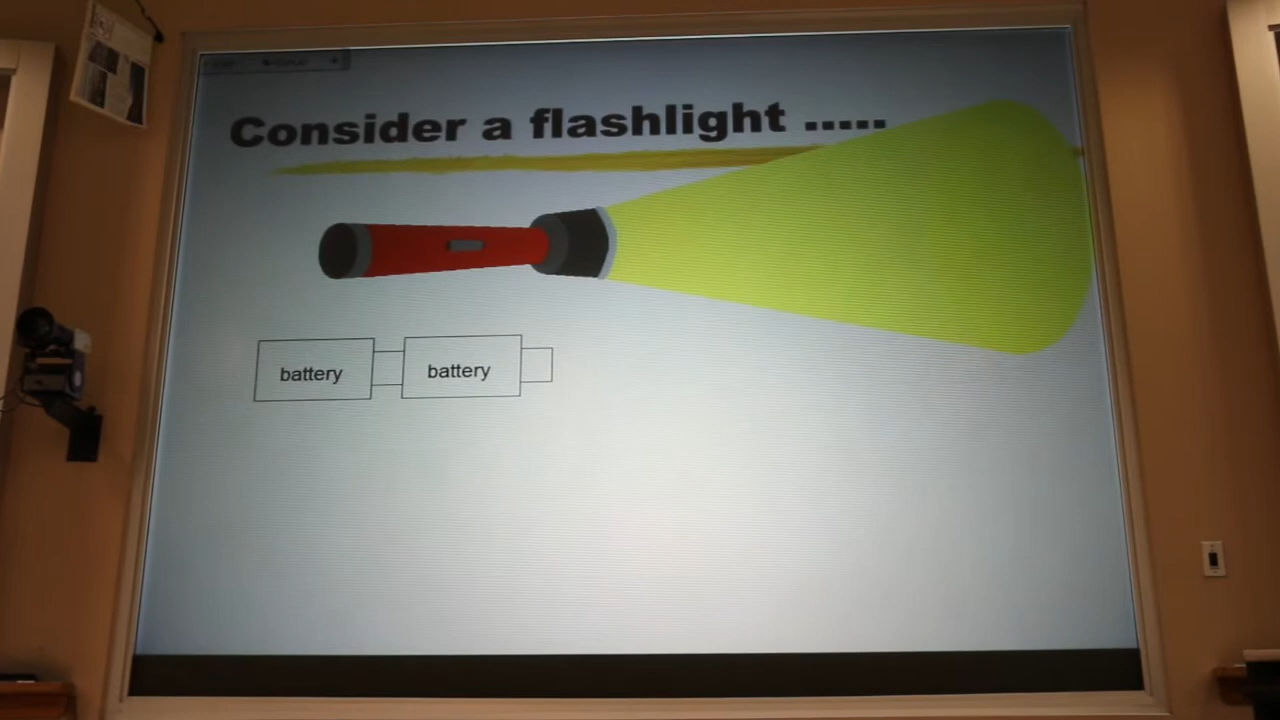 Consider a flashlight .....
battery
battery